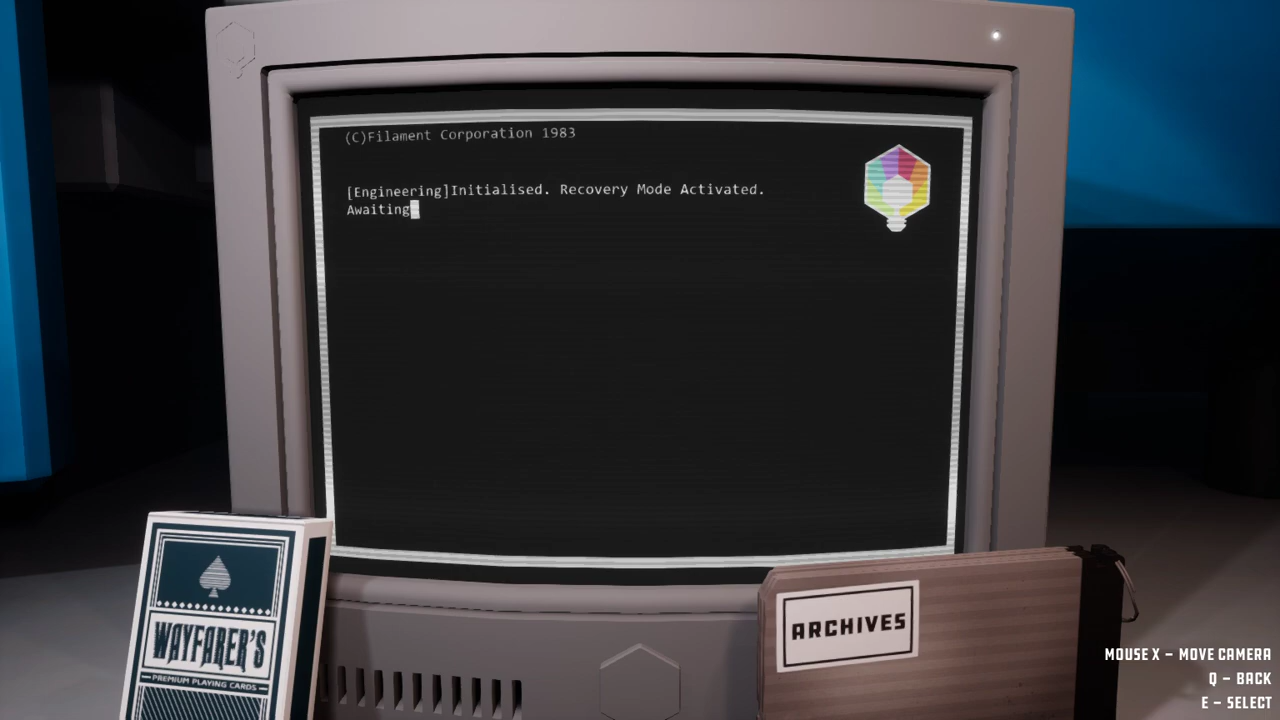 (C)Filament Corporation 1983
[Engineering]Initialised. Recovery Mode Activated.
Awaiting
WAYFARER'S
PREMIUM PLAYING CARDS
ARCHIVES
MOUSE X - MOVE CAMERA
Q - BACK
E - SELECT